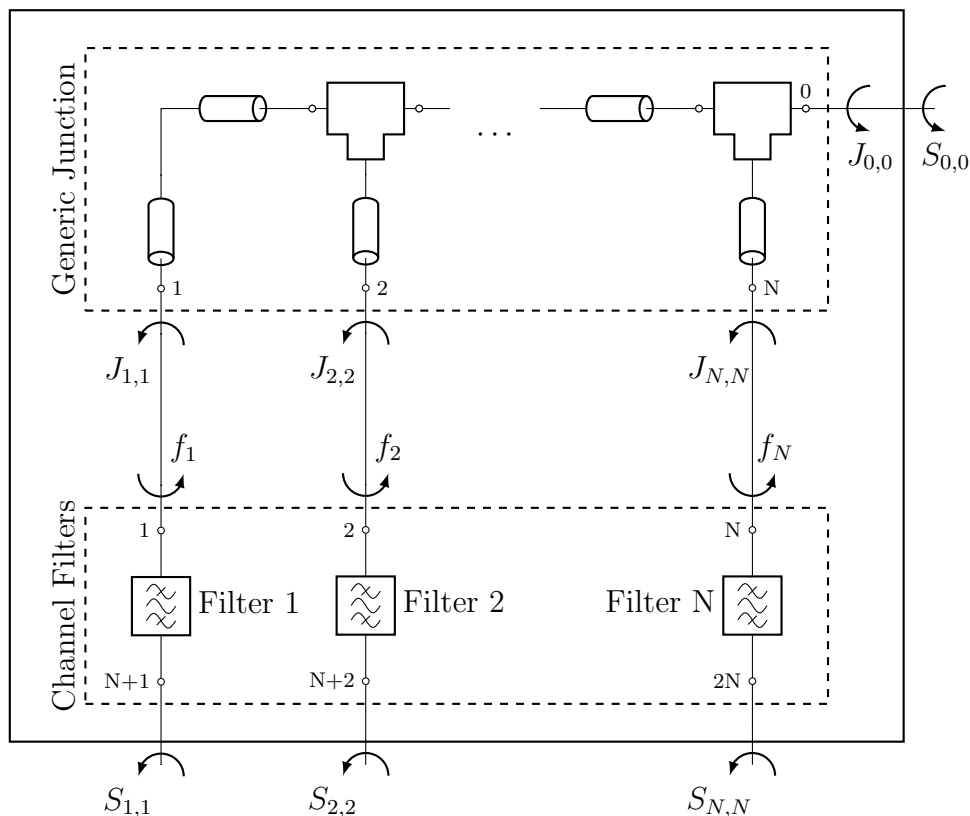 Generic Junction
0
. . .
J0,0
S0,0
1
2
N
J1,1
J2,2
JN,N
f1
f2
fN
Channel Filters
1
2
N
Filter 1
Filter 2
Filter N
N+1
N+2
2N
S1,1
S2,2
SN,N